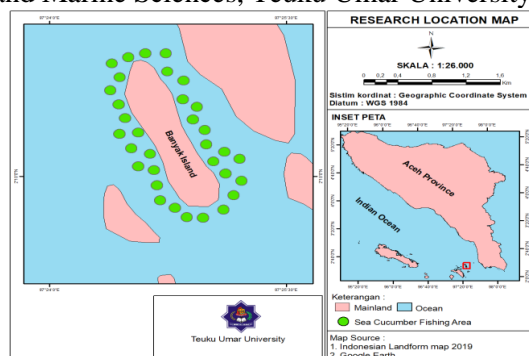 and Marine Sciences, Teuku Umar University
RESEARCH LOCATION MAP
N
SKALA : 1:26.000
0 0,2 0,4 0,8 1,2 1,6
Km
Sistim kordinat : Geographic Coordinate System
Datum : WGS 1984
INSET PETA
Aceh Province
Indian Ocean
Banyak Island
Keterangan :
Mainland
Ocean
Sea Cucumber Fishing Area
Map Source :
1. Indonesian Landform map 2019
2. Google Earth
Teuku Umar University